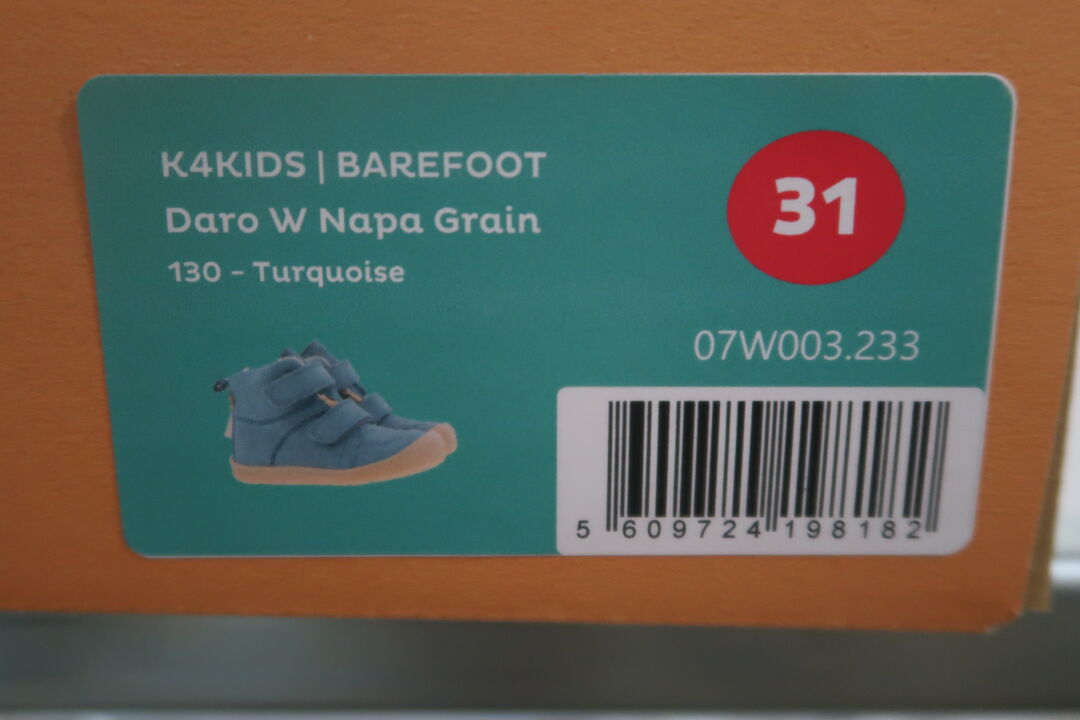 K4KIDS | BAREFOOT
Daro W Napa Grain
130 - Turquoise
31
07W003.233
5 609724 198182